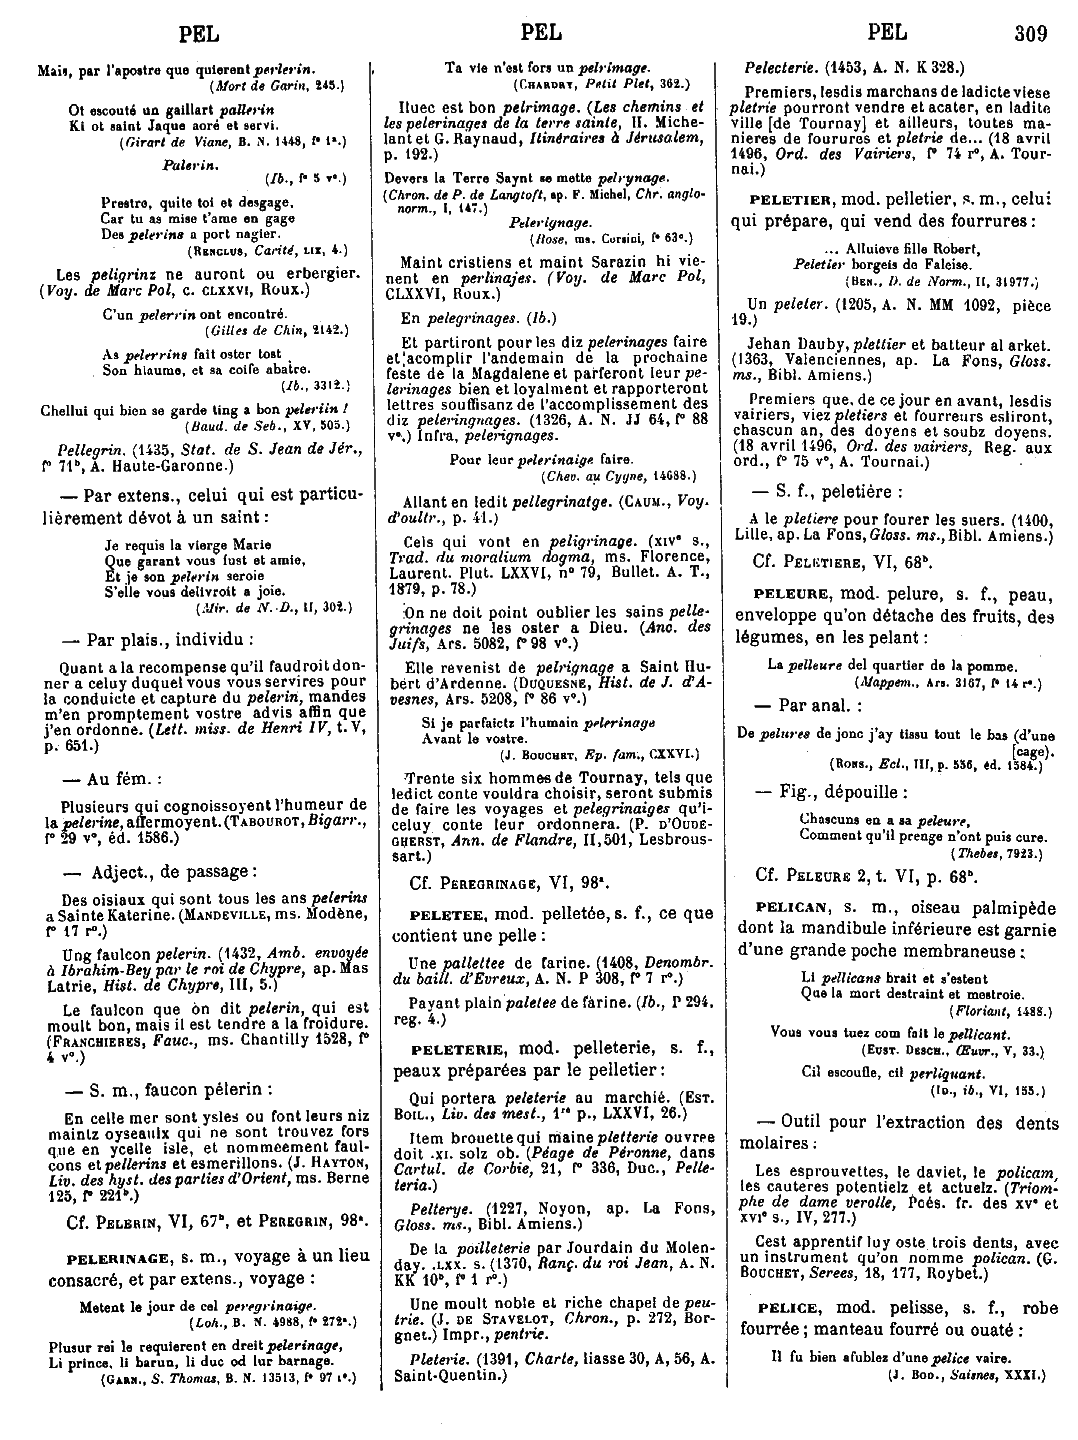 PEL
PEL
PEL
309
Mais, par l'apostre que quierent perlerin.
(Mort de Garin, 245.)
Ot escouté un gaillart pallerin
Ki ot saint Jaque aoré et servi.
(Girart de Viane, B. N. 1448, f° 1ª.)
Palerin.
(Ib., f° 5 v°.)
Prestre, quite toi et desgage,
Car tu as mise t'ame en gage
Des pelerins a port nagier.
(RENCLUS, Carité, LIX, 4.)
Les peligrinz ne auront ou erbergier.
(Voy. de Marc Pol, c. CLXXVI, Roux.)
C'un pelerrin ont encontré.
(Gilles de Chin, 2142.)
As pelerrins fait oster tost
Son hiaume, et sa coife abatre.
(Ib., 3312.)
Chellui qui bien se garde ting a bon peleriin !
(Baud. de Seb., XV, 505.)
Pellegrin. (1435, Stat. de S. Jean de Jér.,
f° 71ᵇ, A. Haute-Garonne.)
— Par extens., celui qui est particu-
lièrement dévot à un saint :
Je requis la vierge Marie
Que garant vous fust et amie,
Et je son pelerin seroie
S'elle vous delivroit a joie.
(Mir. de N.-D., II, 302.)
— Par plais., individu :
Quant a la recompense qu'il faudroit don-
ner a celuy duquel vous vous servires pour
la conduicte et capture du pelerin, mandes
m'en promptement vostre advis affin que
j'en ordonne. (Lett. miss. de Henri IV, t. V,
p. 651.)
— Au fém. :
Plusieurs qui cognoissoyent l'humeur de
la pelerine, affermoyent. (TABOUROT, Bigarr.,
f° 29 v°, éd. 1586.)
— Adject., de passage :
Des oisiaux qui sont tous les ans pelerins
a Sainte Katerine. (MANDEVILLE, ms. Modène,
f° 17 r°.)
Ung faulcon pelerin. (1432, Amb. envoyée
à Ibrahim-Bey par le roi de Chypre, ap. Mas
Latrie, Hist. de Chypre, III, 5.)
Le faulcon que on dit pelerin, qui est
moult bon, mais il est tendre a la froidure.
(FRANCHIERES, Fauc., ms. Chantilly 1528, f°
4 v°.)
— S. m., faucon pélerin :
En celle mer sont ysles ou font leurs niz
maintz oyseaulx qui ne sont trouvez fors
que en ycelle isle, et nommeement faul-
cons et pellerins et esmerillons. (J. HAYTON,
Liv. des hyst. des parties d'Orient, ms. Berne
125, f° 221ᵇ.)
Cf. PELERIN, VI, 67ᵇ, et PEREGRIN, 98ª.
PELERINAGE, s. m., voyage à un lieu
consacré, et par extens., voyage :
Metent le jour de cel peregrinaige.
(Loh., B. N. 4988, f° 272ª.)
Plusur rei le requierent en dreit pelerinage,
Li prince, li barun, li duc od lur barnage.
(GARN., S. Thomas, B. N. 13513, f° 97 r°.)
Ta vie n'est fors un pelrimage.
(CHARDRY, Petit Plet, 362.)
Iluec est bon pelrimage. (Les chemins et
les pelerinages de la terre sainte, H. Miche-
lant et G. Raynaud, Itinéraires à Jérusalem,
p. 192.)
Devers la Terre Saynt se mette pelrynage.
(Chron. de P. de Langtoft, ap. F. Michel, Chr. anglo-
norm., I, 147.)
Pelerignage.
(Rose, ms. Corsini, f° 63ᵉ.)
Maint cristiens et maint Sarazin hi vie-
nent en perlinajes. (Voy. de Marc Pol,
CLXXVI, Roux.)
En pelegrinages. (Ib.)
Et partiront pour les diz pelerinages faire
et acomplir l'andemain de la prochaine
feste de la Magdalene et parferont leur pe-
lerinages bien et loyalment et rapporteront
lettres souffisanz de l'accomplissement des
diz peleringnages. (1326, A. N. JJ 64, f° 88
v°.) Infra, pelerignages.
Pour leur pelerinaige faire.
(Chev. au Cygne, 14688.)
Allant en ledit pellegrinatge. (CAUM., Voy.
d'oultr., p. 41.)
Cels qui vont en peligrinage. (XIVᵉ s.,
Trad. du moralium dogma, ms. Florence,
Laurent. Plut. LXXVI, n° 79, Bullet. A. T.,
1879, p. 78.)
On ne doit point oublier les sains pelle-
grinages ne les oster a Dieu. (Anc. des
Juifs, Ars. 5082, f° 98 v°.)
Elle revenist de pelrignage a Saint Hu-
bert d'Ardenne. (DUQUESNE, Hist. de J. d'A-
vesnes, Ars. 5208, f° 86 v°.)
Si je parfaictz l'humain pelerinage
Avant le vostre.
(J. BOUCHET, Ep. fam., CXXVI.)
Trente six hommes de Tournay, tels que
ledict conte vouldra choisir, seront submis
de faire les voyages et pelegrinaiges qu'i-
celuy conte leur ordonnera. (P. D'OUDE-
GHERST, Ann. de Flandre, II, 501, Lesbrous-
sart.)
Cf. PEREGRINAGE, VI, 98ª.
PELETEE, mod. pelletée, s. f., ce que
contient une pelle :
Une pallettee de farine. (1408, Denombr.
du baill. d'Evreux, A. N. P 308, f° 7 r°.)
Payant plain paletee de farine. (Ib., P 294,
reg. 4.)
PELETERIE, mod. pelleterie, s. f.,
peaux préparées par le pelletier :
Qui portera peleterie au marchié. (EST.
BOIL., Liv. des mest., 1ʳᵉ p., LXXVI, 26.)
Item brouette qui maine pletterie ouvree
doit .XI. solz ob. (Péage de Péronne, dans
Cartul. de Corbie, 21, f° 336, Duc., Pelle-
teria.)
Pelterye. (1227, Noyon, ap. La Fons,
Gloss. ms., Bibl. Amiens.)
De la poilleterie par Jourdain du Molen-
day. .LXX. s. (1370, Ranç. du roi Jean, A. N.
KK 10ᵇ, f° 1 r°.)
Une moult noble et riche chapel de peu-
trie. (J. DE STAVELOT, Chron., p. 272, Bor-
gnet.) Impr., pentrie.
Pleterie. (1391, Charte, liasse 30, A, 56, A.
Saint-Quentin.)
Pelecterie. (1453, A. N. K 328.)
Premiers, lesdis marchans de ladicte viese
pletrie pourront vendre et acater, en ladite
ville [de Tournay] et ailleurs, toutes ma-
nieres de fourures et pletrie de... (18 avril
1496, Ord. des Vairiers, f° 74 r°, A. Tour-
nai.)
PELETIER, mod. pelletier, s. m., celui
qui prépare, qui vend des fourrures :
... Alluieve fille Robert,
Peletier borgeis de Faleise.
(BEN., D. de Norm., II, 31977.)
Un peleter. (1205, A. N. MM 1092, pièce
19.)
Jehan Dauby, plettier et batteur al arket.
(1363, Valenciennes, ap. La Fons, Gloss.
ms., Bibl. Amiens.)
Premiers que, de ce jour en avant, lesdis
vairiers, viez pletiers et fourreurs esliront,
chascun an, des doyens et soubz doyens.
(18 avril 1496, Ord. des vairiers, Reg. aux
ord., f° 75 v°, A. Tournai.)
— S. f., peletière :
A le pletiere pour fourer les suers. (1400,
Lille, ap. La Fons, Gloss. ms., Bibl. Amiens.)
Cf. PELETIERE, VI, 68ᵇ.
PELEURE, mod. pelure, s. f., peau,
enveloppe qu'on détache des fruits, des
légumes, en les pelant :
La pelleure del quartier de la pomme.
(Mappem., Ars. 3167, f° 14 r°.)
— Par anal. :
De pelures de jonc j'ay tissu tout le bas (d'une
[cage).
(RONS., Ecl., III, p. 536, éd. 1584.)
— Fig., dépouille :
Chascuns en a sa peleure,
Comment qu'il prenge n'ont puis cure.
(Thebes, 7923.)
Cf. PELEURE 2, t. VI, p. 68ᵇ.
PELICAN, s. m., oiseau palmipède
dont la mandibule inférieure est garnie
d'une grande poche membraneuse :
Li pellicans brait et s'estent
Que la mort destraint et mestroie.
(Floriant, 1488.)
Vous vous tuez com fait le pellicant.
(EUST. DESCH., Œuvr., V, 33.)
Cil escoufle, cil perliquant.
(ID., ib., VI, 155.)
— Outil pour l'extraction des dents
molaires :
Les esprouvettes, le daviet, le policam,
les cauteres potentielz et actuelz. (Triom-
phe de dame verolle, Poés. fr. des XVᵉ et
XVIᵉ s., IV, 277.)
Cest apprentif luy oste trois dents, avec
un instrument qu'on nomme polican. (G.
BOUCHET, Serees, 18, 177, Roybet.)
PELICE, mod. pelisse, s. f., robe
fourrée ; manteau fourré ou ouaté :
Il fu bien afublez d'une pelice vaire.
(J. BOD., Saisnes, XXXI.)